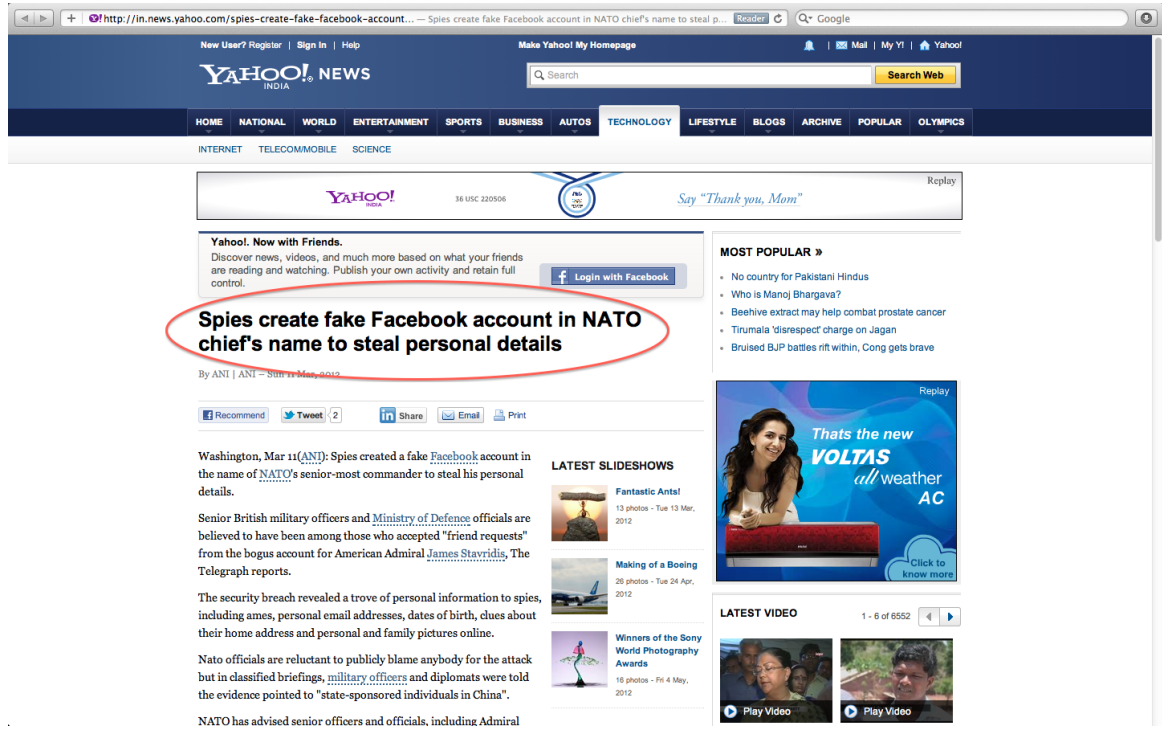 http://in.news.yahoo.com/spies-create-fake-facebook-account... — Spies create fake Facebook account in NATO chief's name to steal p... Reader
Google
New User? Register | Sign In | Help
Make Yahoo! My Homepage
Mail | My Y! | Yahoo!
YAHOO! NEWS
INDIA
Search
Search Web
HOME NATIONAL WORLD ENTERTAINMENT SPORTS BUSINESS AUTOS TECHNOLOGY LIFESTYLE BLOGS ARCHIVE POPULAR OLYMPICS
INTERNET TELECOM/MOBILE SCIENCE
YAHOO!
INDIA
36 USC 220506
Say "Thank you, Mom"
Replay
Yahoo!. Now with Friends.
Discover news, videos, and much more based on what your friends
are reading and watching. Publish your own activity and retain full
control.
Login with Facebook
Spies create fake Facebook account in NATO
chief's name to steal personal details
By ANI | ANI – Sun 11 Mar, 2012
Recommend Tweet 2 Share Email Print
Washington, Mar 11(ANI): Spies created a fake Facebook account in
the name of NATO's senior-most commander to steal his personal
details.
Senior British military officers and Ministry of Defence officials are
believed to have been among those who accepted "friend requests"
from the bogus account for American Admiral James Stavridis, The
Telegraph reports.
The security breach revealed a trove of personal information to spies,
including ames, personal email addresses, dates of birth, clues about
their home address and personal and family pictures online.
Nato officials are reluctant to publicly blame anybody for the attack
but in classified briefings, military officers and diplomats were told
the evidence pointed to "state-sponsored individuals in China".
NATO has advised senior officers and officials, including Admiral
LATEST SLIDESHOWS
Fantastic Ants!
13 photos - Tue 13 Mar,
2012
Making of a Boeing
26 photos - Tue 24 Apr,
2012
Winners of the Sony
World Photography
Awards
16 photos - Fri 4 May,
2012
MOST POPULAR »
No country for Pakistani Hindus
Who is Manoj Bhargava?
Beehive extract may help combat prostate cancer
Tirumala 'disrespect' charge on Jagan
Bruised BJP battles rift within, Cong gets brave
Replay
Thats the new
VOLTAS
all weather
AC
Click to
know more
LATEST VIDEO
1 - 6 of 6552
Play Video
Play Video